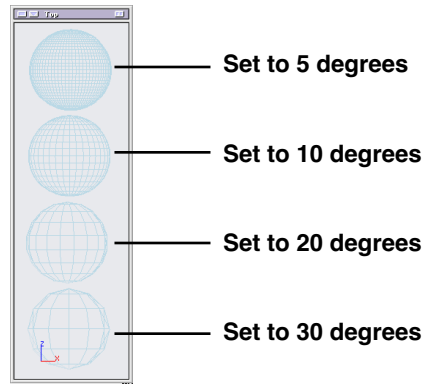 Top
Set to 5 degrees
Set to 10 degrees
Set to 20 degrees
Set to 30 degrees
z
x